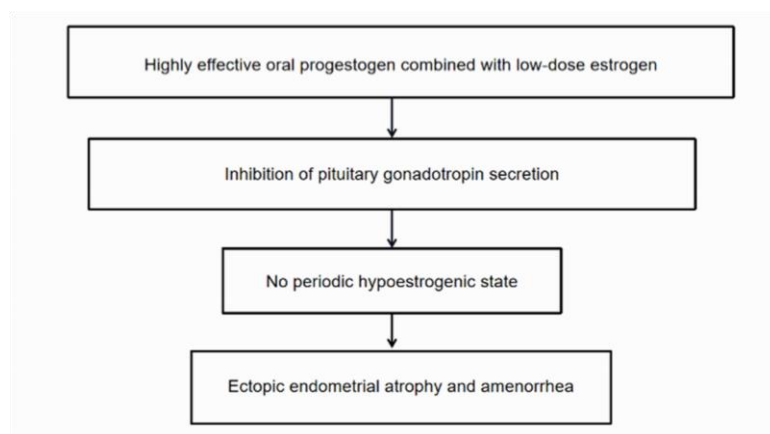 Highly effective oral progestogen combined with low-dose estrogen
Inhibition of pituitary gonadotropin secretion
No periodic hypoestrogenic state
Ectopic endometrial atrophy and amenorrhea